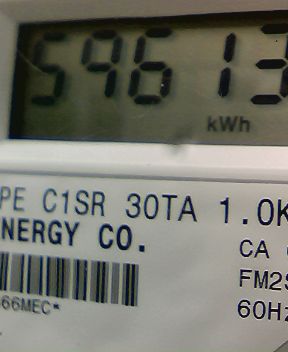 59613
kWh
PE C1SR 30TA 1.0K
NERGY CO.
CA
FM2S
66MEC*
60Hz